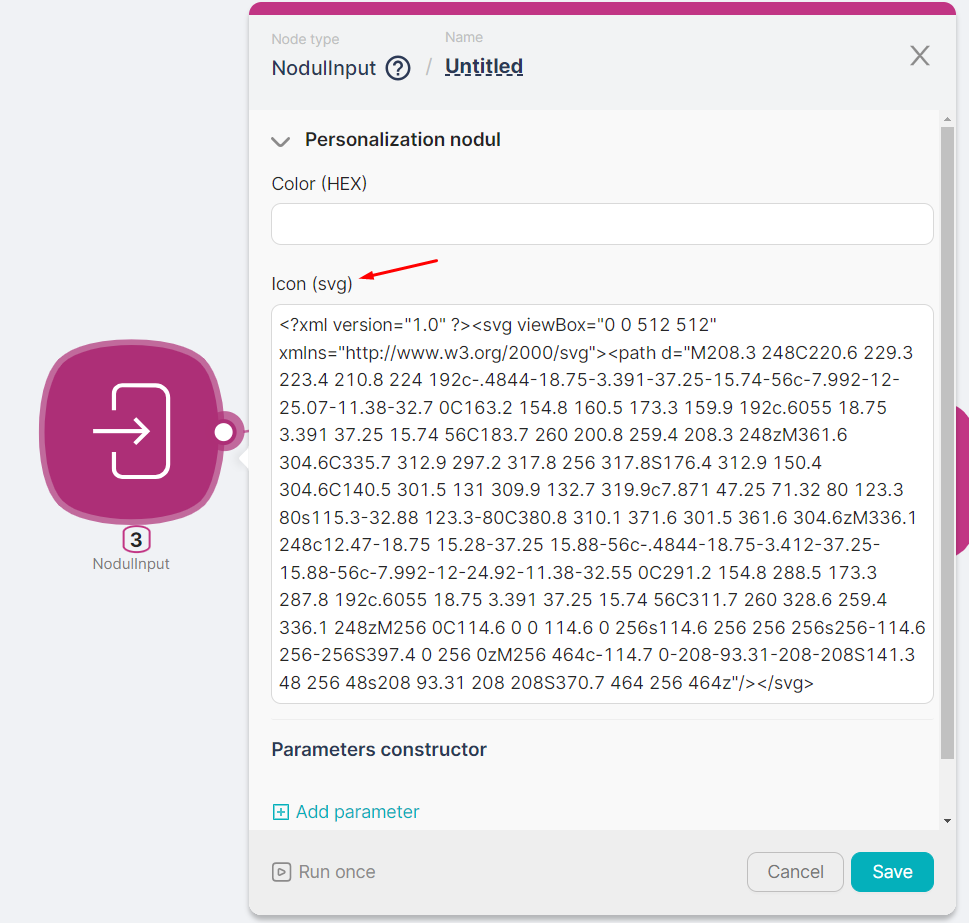 Node type
Name
NodulInput ? / Untitled
Personalization nodul
Color (HEX)
Icon (svg)
<?xml version="1.0" ?><svg viewBox="0 0 512 512"
xmlns="http://www.w3.org/2000/svg"><path d="M208.3 248C220.6 229.3
223.4 210.8 224 192c-.4844-18.75-3.391-37.25-15.74-56c-7.992-12-
25.07-11.38-32.7 0C163.2 154.8 160.5 173.3 159.9 192c.6055 18.75
3.391 37.25 15.74 56C183.7 260 200.8 259.4 208.3 248zM361.6
304.6C335.7 312.9 297.2 317.8 256 317.8S176.4 312.9 150.4
304.6C140.5 301.5 131 309.9 132.7 319.9c7.871 47.25 71.32 80 123.3
80s115.3-32.88 123.3-80C380.8 310.1 371.6 301.5 361.6 304.6zM336.1
248c12.47-18.75 15.28-37.25 15.88-56c-.4844-18.75-3.412-37.25-
15.88-56c-7.992-12-24.92-11.38-32.55 0C291.2 154.8 288.5 173.3
287.8 192c.6055 18.75 3.391 37.25 15.74 56C311.7 260 328.6 259.4
336.1 248zM256 0C114.6 0 0 114.6 0 256s114.6 256 256 256s256-114.6
256-256S397.4 0 256 0zM256 464c-114.7 0-208-93.31-208-208S141.3
48 256 48s208 93.31 208 208S370.7 464 256 464z"/></svg>
3
NodulInput
Parameters constructor
Add parameter
Run once
Cancel
Save